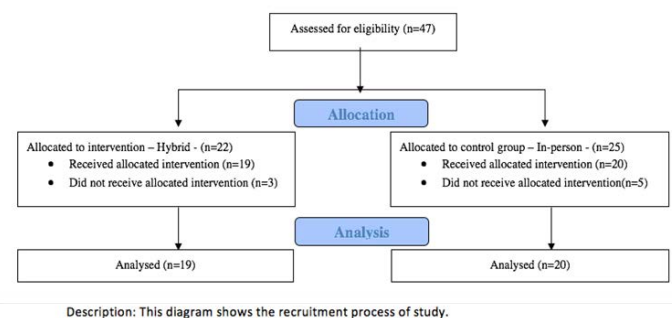 Assessed for eligibility (n=47)
Allocation
Allocated to intervention – Hybrid - (n=22)
• Received allocated intervention (n=19)
• Did not receive allocated intervention (n=3)
Allocated to control group – In-person - (n=25)
• Received allocated intervention (n=20)
• Did not receive allocated intervention(n=5)
Analysis
Analysed (n=19)
Analysed (n=20)
Description: This diagram shows the recruitment process of study.